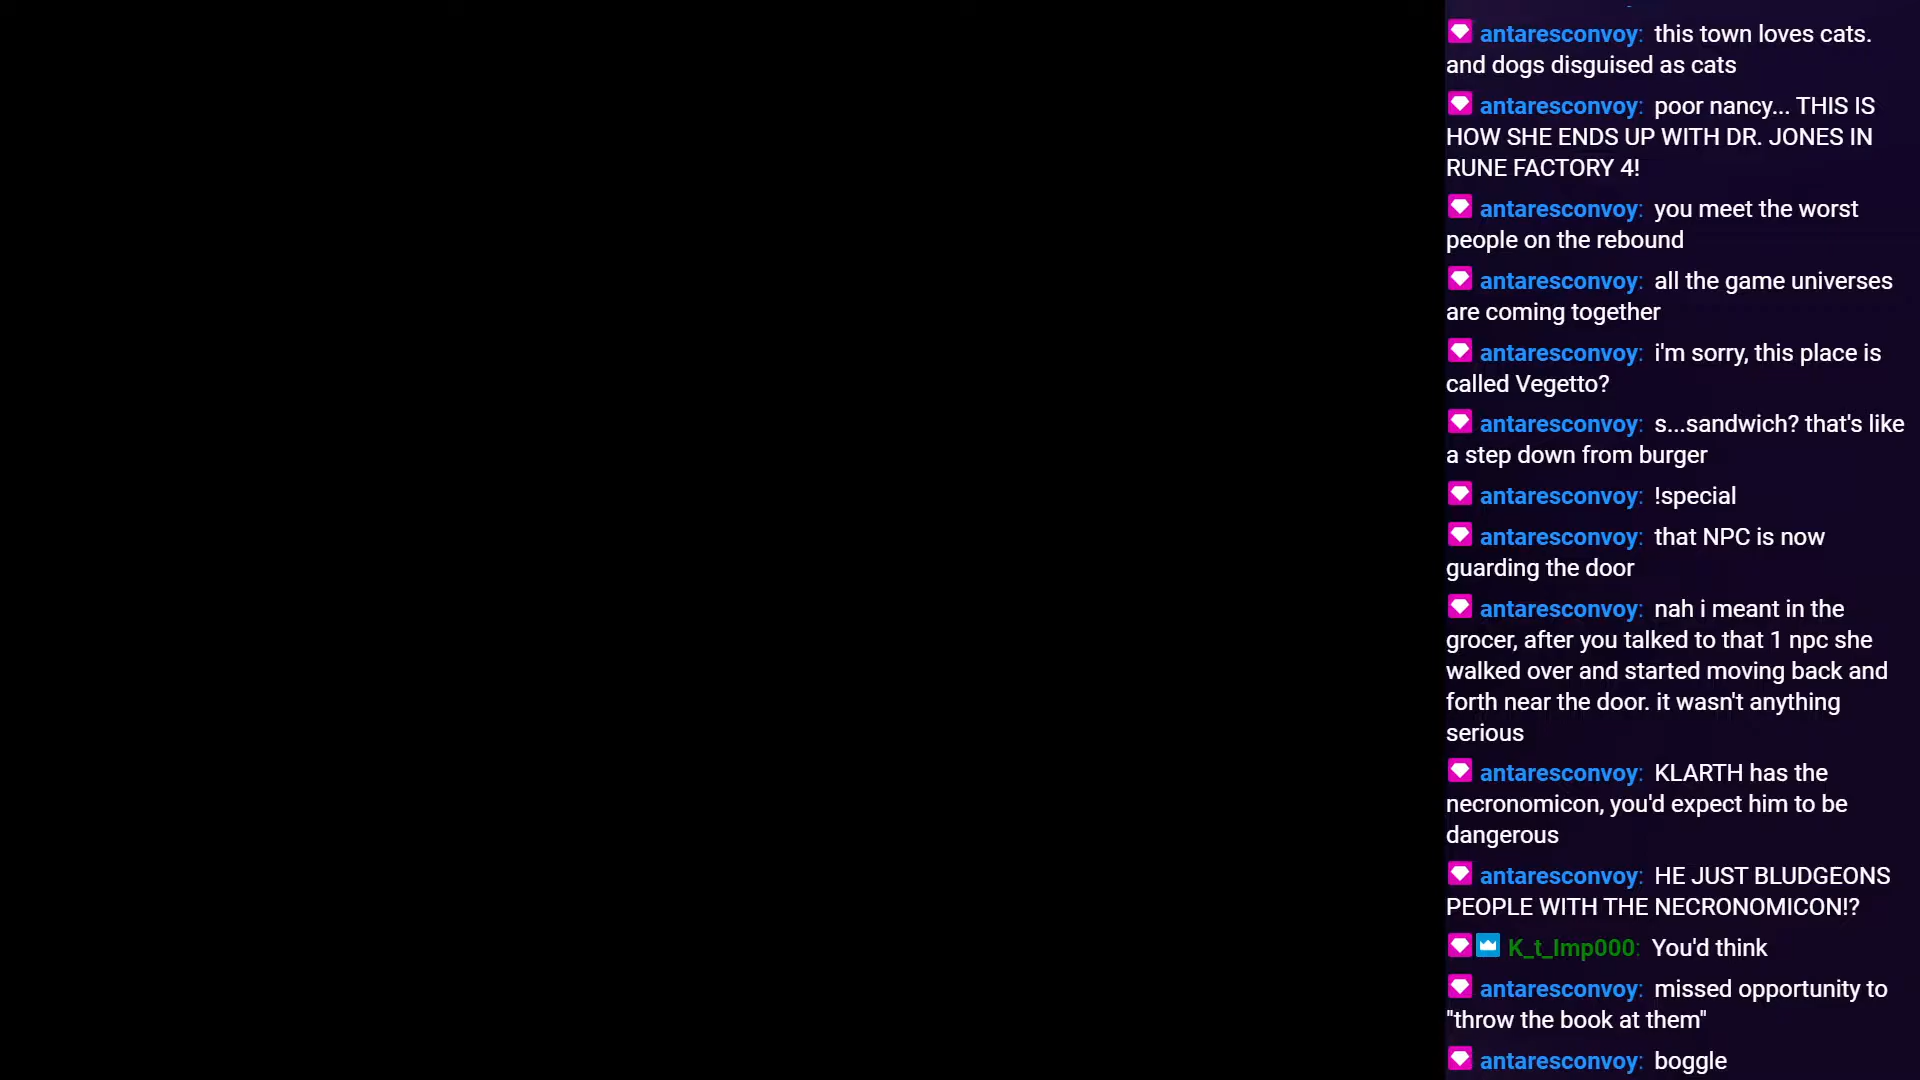 antaresconvoy: this town loves cats.
and dogs disguised as cats
antaresconvoy: poor nancy... THIS IS
HOW SHE ENDS UP WITH DR. JONES IN
RUNE FACTORY 4!
antaresconvoy: you meet the worst
people on the rebound
antaresconvoy: all the game universes
are coming together
antaresconvoy: i'm sorry, this place is
called Vegetto?
antaresconvoy: s...sandwich? that's like
a step down from burger
antaresconvoy: !special
antaresconvoy: that NPC is now
guarding the door
antaresconvoy: nah i meant in the
grocer, after you talked to that 1 npc she
walked over and started moving back and
forth near the door. it wasn't anything
serious
antaresconvoy: KLARTH has the
necronomicon, you'd expect him to be
dangerous
antaresconvoy: HE JUST BLUDGEONS
PEOPLE WITH THE NECRONOMICON!?
K_t_Imp000: You'd think
antaresconvoy: missed opportunity to
"throw the book at them"
antaresconvoy: boggle